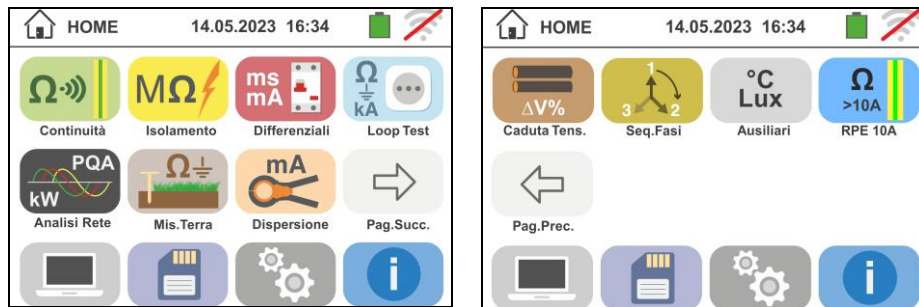 HOME 14.05.2023 16:34
Ω MΩ ms mA Ω kA
Continuità Isolamento Differenziali Loop Test
PQA kW Ω mA
Analisi Rete Mis.Terra Dispersione Pag.Succ.
i
HOME 14.05.2023 16:34
ΔV% 1 3 2 °C Lux Ω >10A
Caduta Tens. Seq.Fasi Ausiliari RPE 10A
Pag.Prec.
i